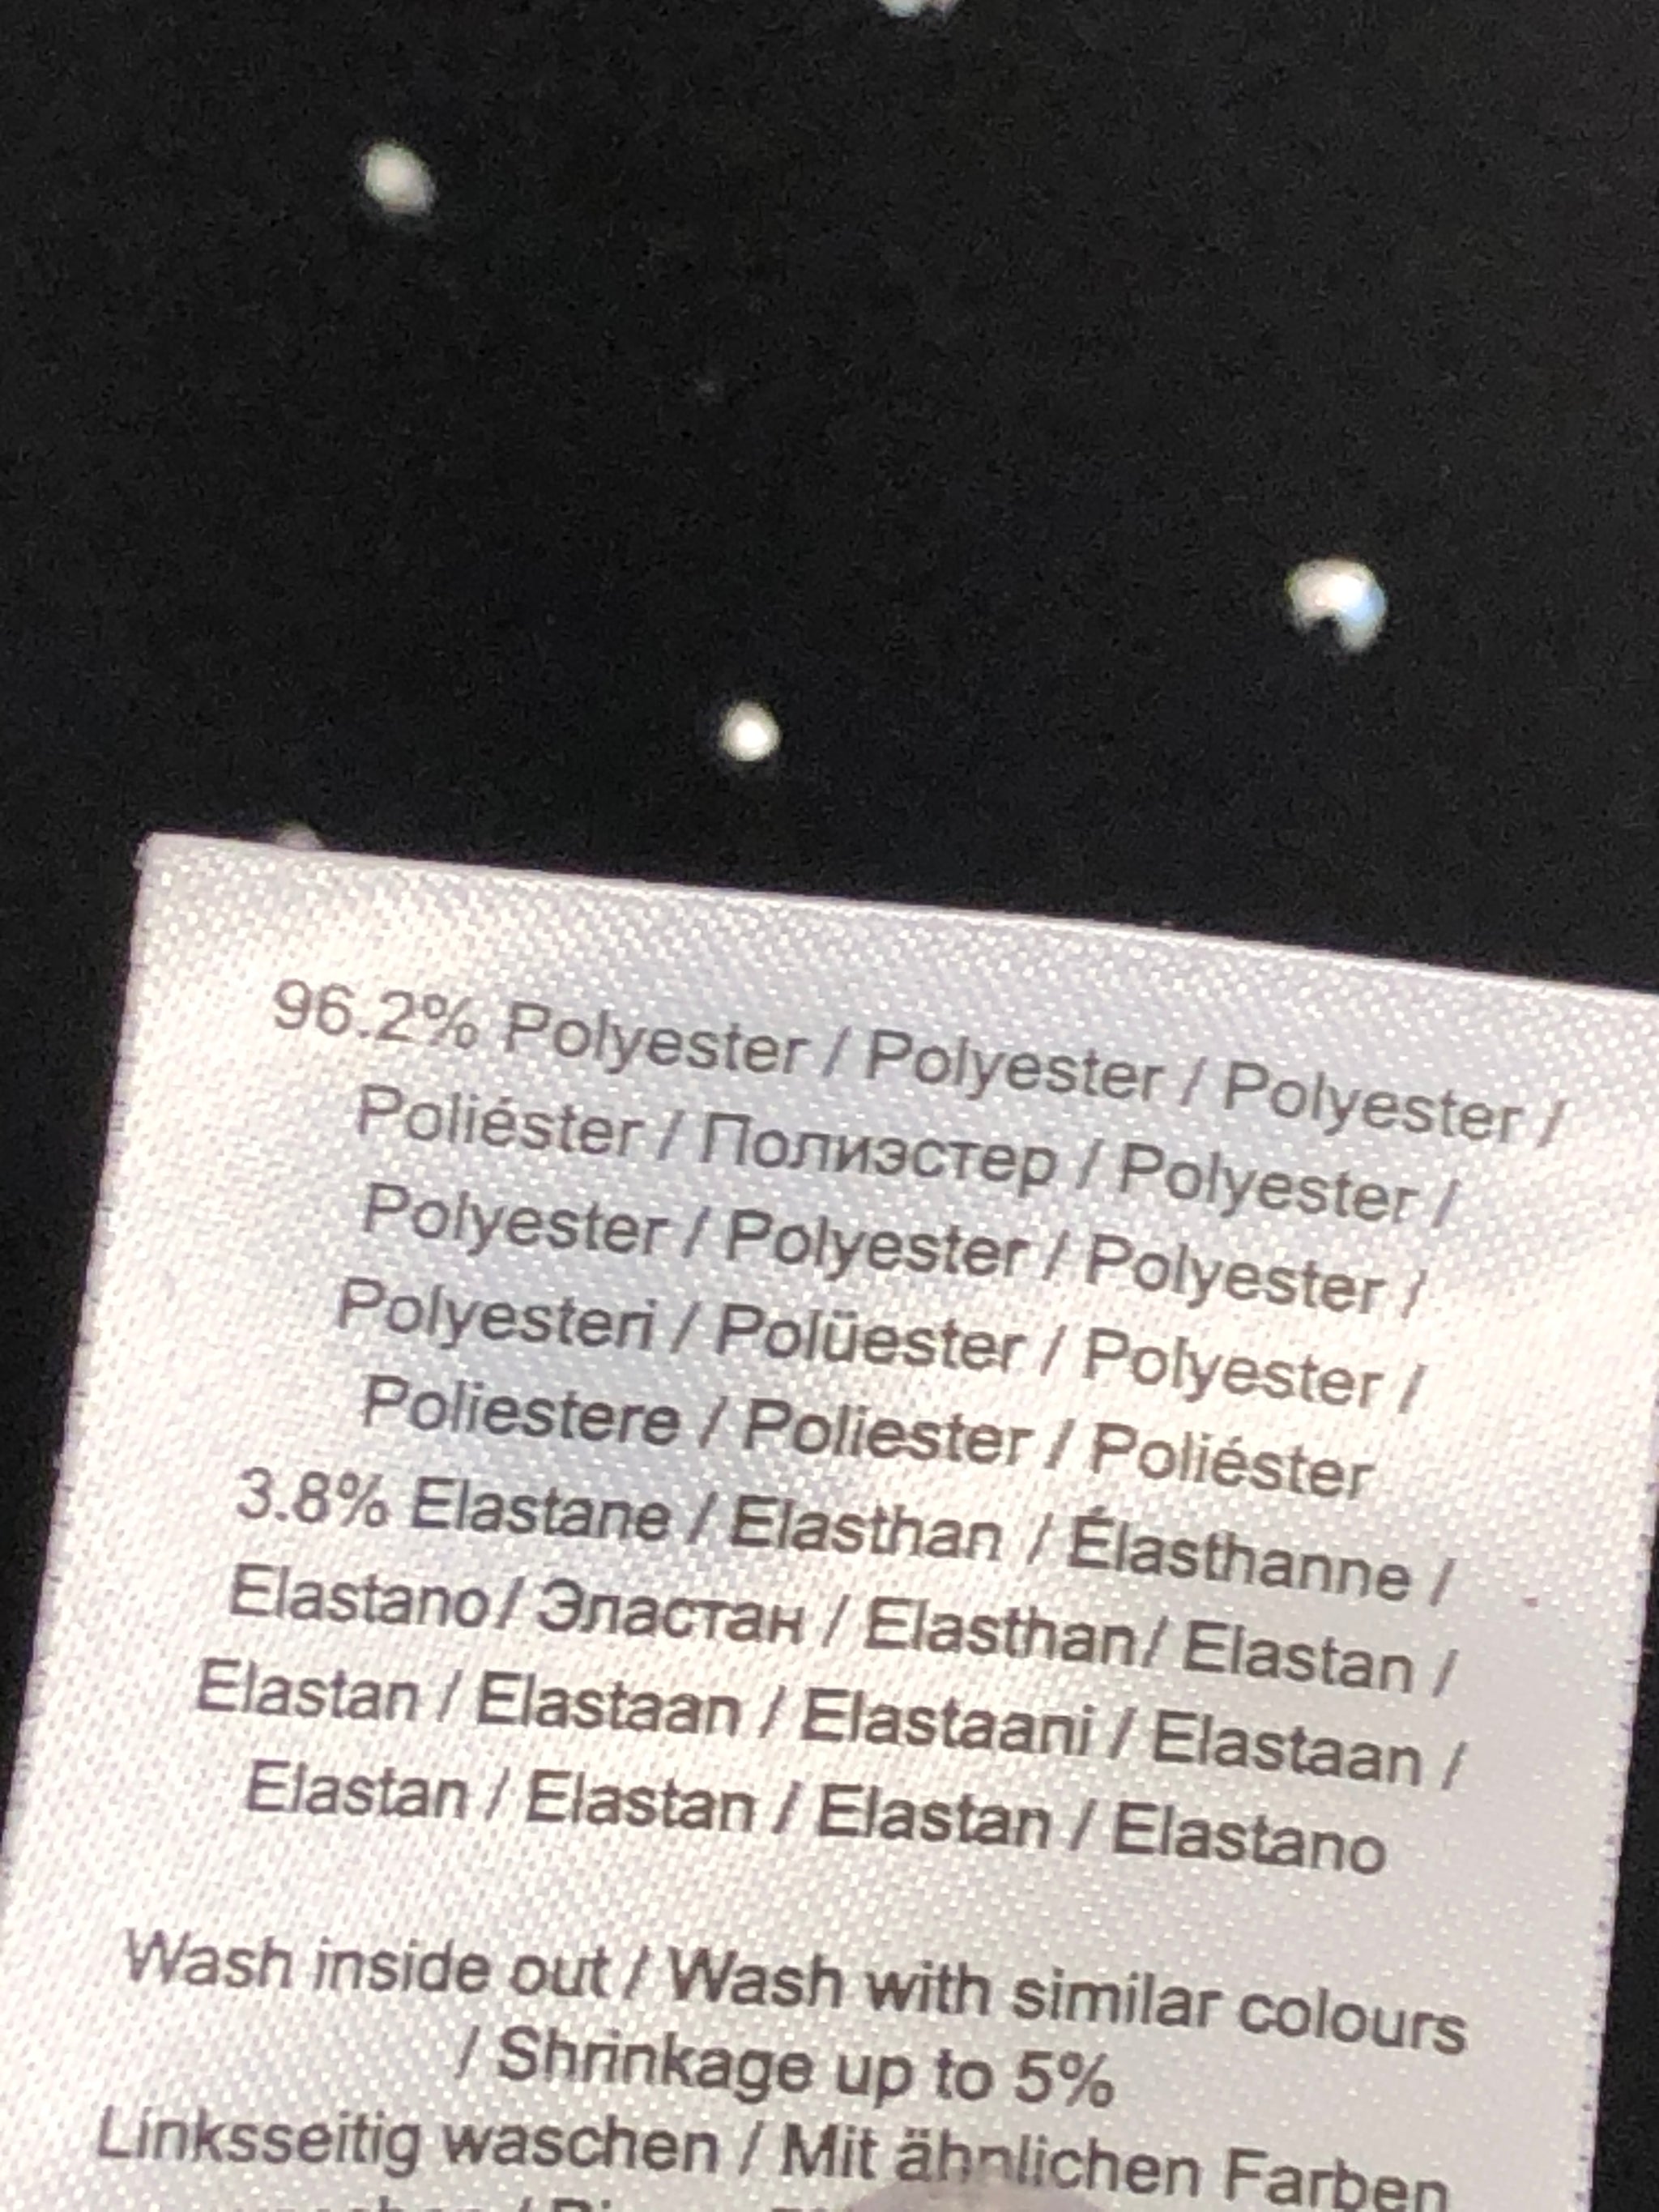 96.2% Polyester / Polyester / Polyester /
Poliéster / Полиэстер / Polyester /
Polyester / Polyester / Polyester /
Polyesteri / Polüester / Polyester /
Poliestere / Poliester / Poliéster
3.8% Elastane / Elasthan / Élasthanne /
Elastano / Эластан / Elasthan / Elastan /
Elastan / Elastaan / Elastaani / Elastaan /
Elastan / Elastan / Elastan / Elastano
Wash inside out / Wash with similar colours
/ Shrinkage up to 5%
Linksseitig waschen / Mit ähnlichen Farben